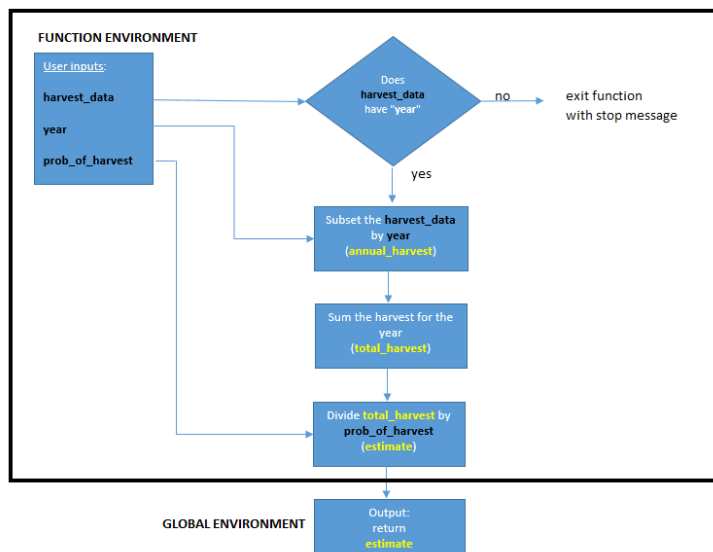 FUNCTION ENVIRONMENT
User inputs:
harvest_data
year
prob_of_harvest
Does
harvest_data
have "year"
no
exit function
with stop message
yes
Subset the harvest_data
by year
(annual_harvest)
Sum the harvest for the
year
(total_harvest)
Divide total_harvest by
prob_of_harvest
(estimate)
GLOBAL ENVIRONMENT
Output:
return
estimate